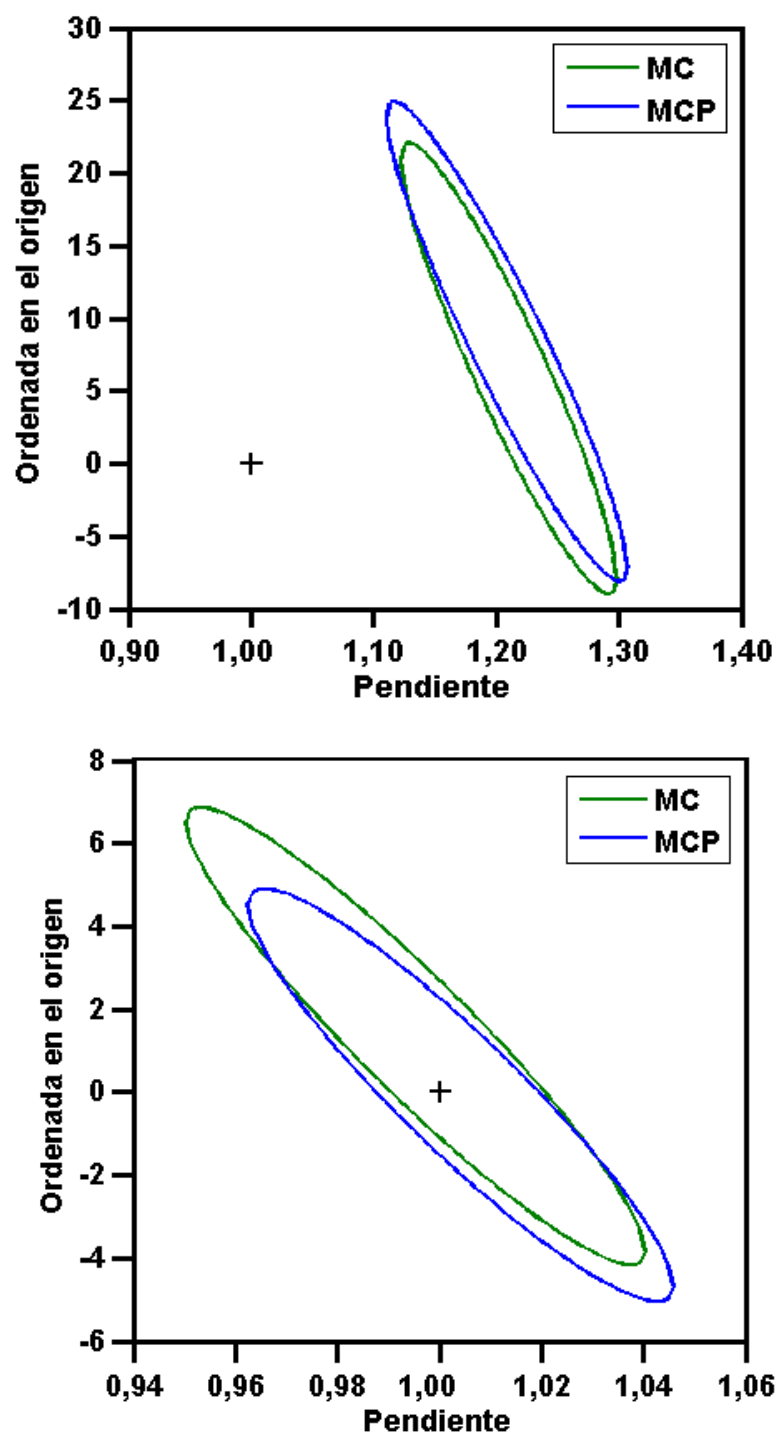 30
25
20
15
10
5
0
-5
-10
Ordenada en el origen
MC
MCP
0,90 1,00 1,10 1,20 1,30 1,40
Pendiente
8
6
4
2
0
-2
-4
-6
Ordenada en el origen
MC
MCP
0,94 0,96 0,98 1,00 1,02 1,04 1,06
Pendiente